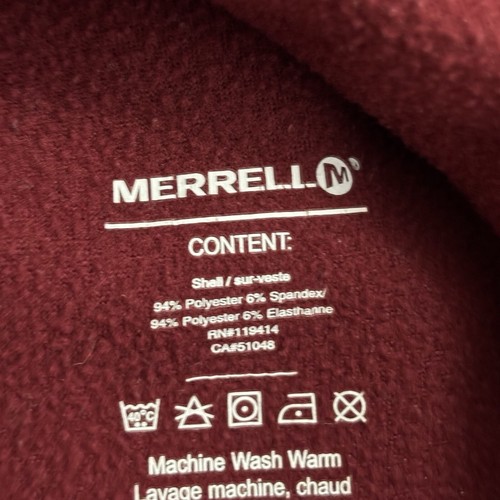 MERRELL M
CONTENT:
Shell / sur-veste
94% Polyester 6% Spandex/
94% Polyester 6% Elasthanne
RN#119414
CA#51048
40°C
Machine Wash Warm
Lavage machine, chaud